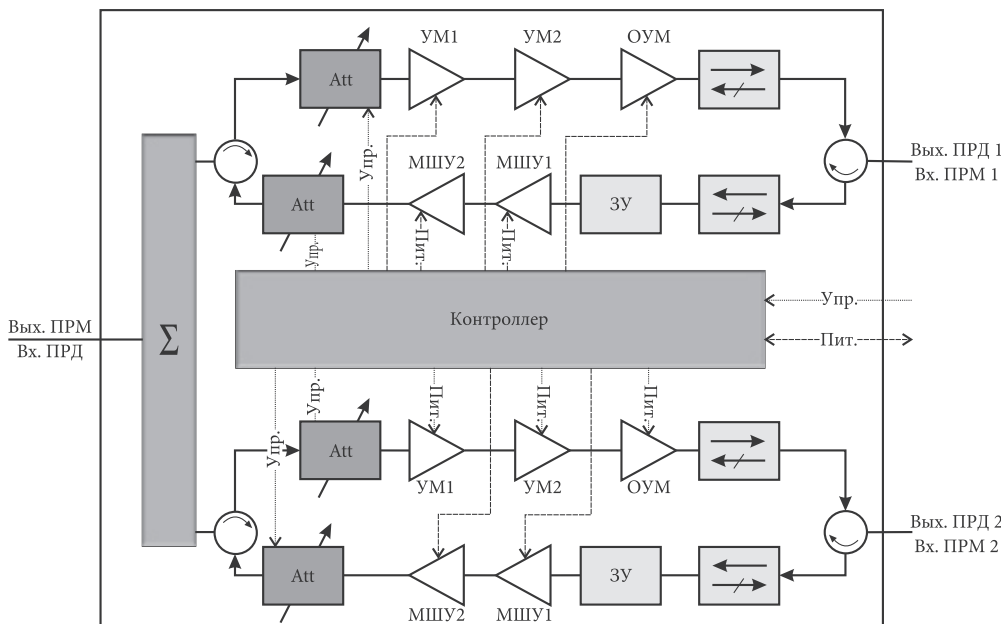 УМ1 УМ2 ОУМ
Att
Упр.
МШУ2 МШУ1
Вых. ПРД 1
Вх. ПРМ 1
Att
ЗУ
Упр.
Пит.
Пит.
Вых. ПРМ
Вх. ПРД
Σ
Контроллер
Упр.
Пит.
Упр.
Упр.
Пит.
Пит.
Пит.
Att
УМ1 УМ2 ОУМ
Вых. ПРД 2
Вх. ПРМ 2
Att
ЗУ
МШУ2 МШУ1